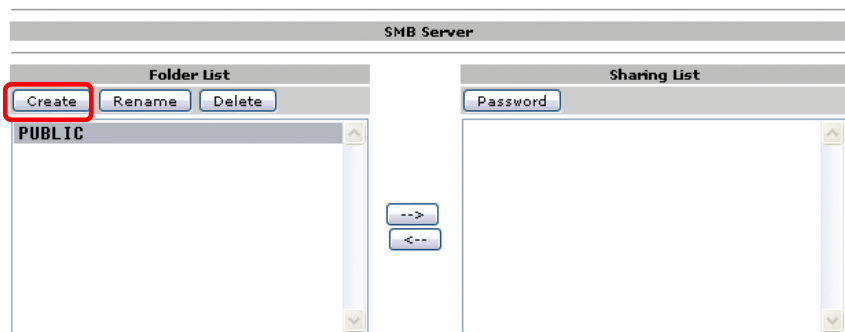 SMB Server
Folder List
Sharing List
Create Rename Delete
Password
PUBLIC
-->
<--